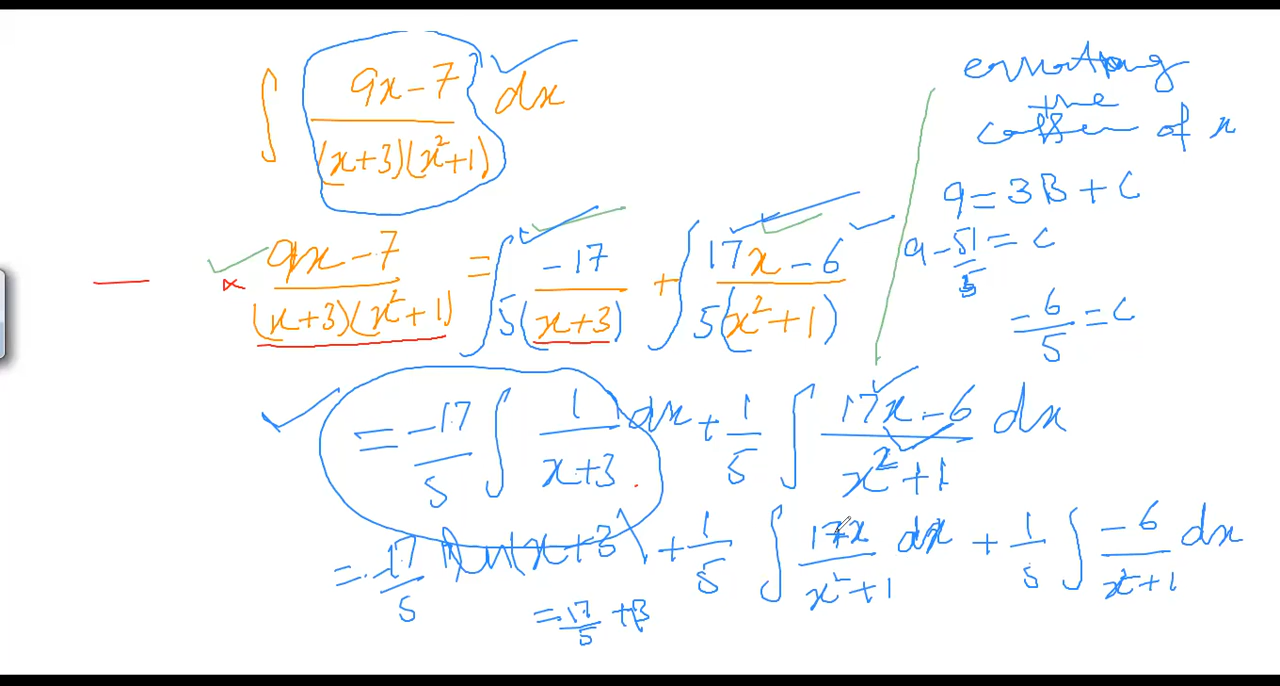 ∫ (9x-7)/((x+3)(x²+1)) dx
(9x-7)/((x+3)(x²+1)) = ∫ -17/(5(x+3)) + ∫ (17x-6)/(5(x²+1))
= -17/5 ∫ 1/(x+3) dx + 1/5 ∫ (17x-6)/(x²+1) dx
= -17/5 ln|x+3| + 1/5 ∫ 17x/(x²+1) dx + 1/5 ∫ -6/(x²+1) dx
= 17/5 + B
the
of x
9 = 3B + C
9 - 51/5 = C
-6/5 = C